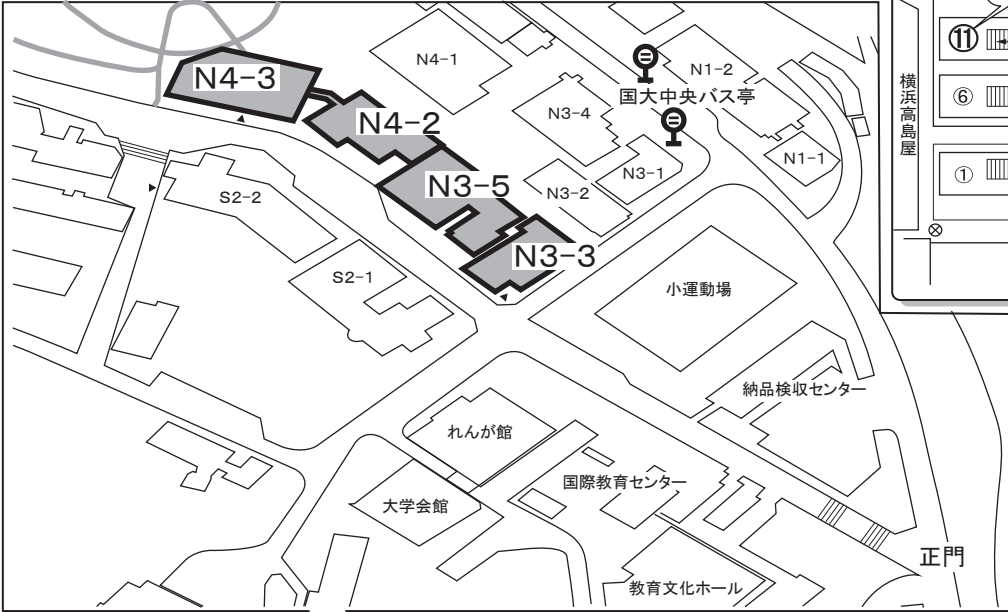 N4-3
N4-1
N4-2
N1-2
国大中央バス亭
N3-4
N3-5
N3-2
N3-1
N1-1
N3-3
S2-2
S2-1
小運動場
納品検収センター
れんが館
国際教育センター
大学会館
教育文化ホール
正門
横浜高島屋
⑪
⑥
①